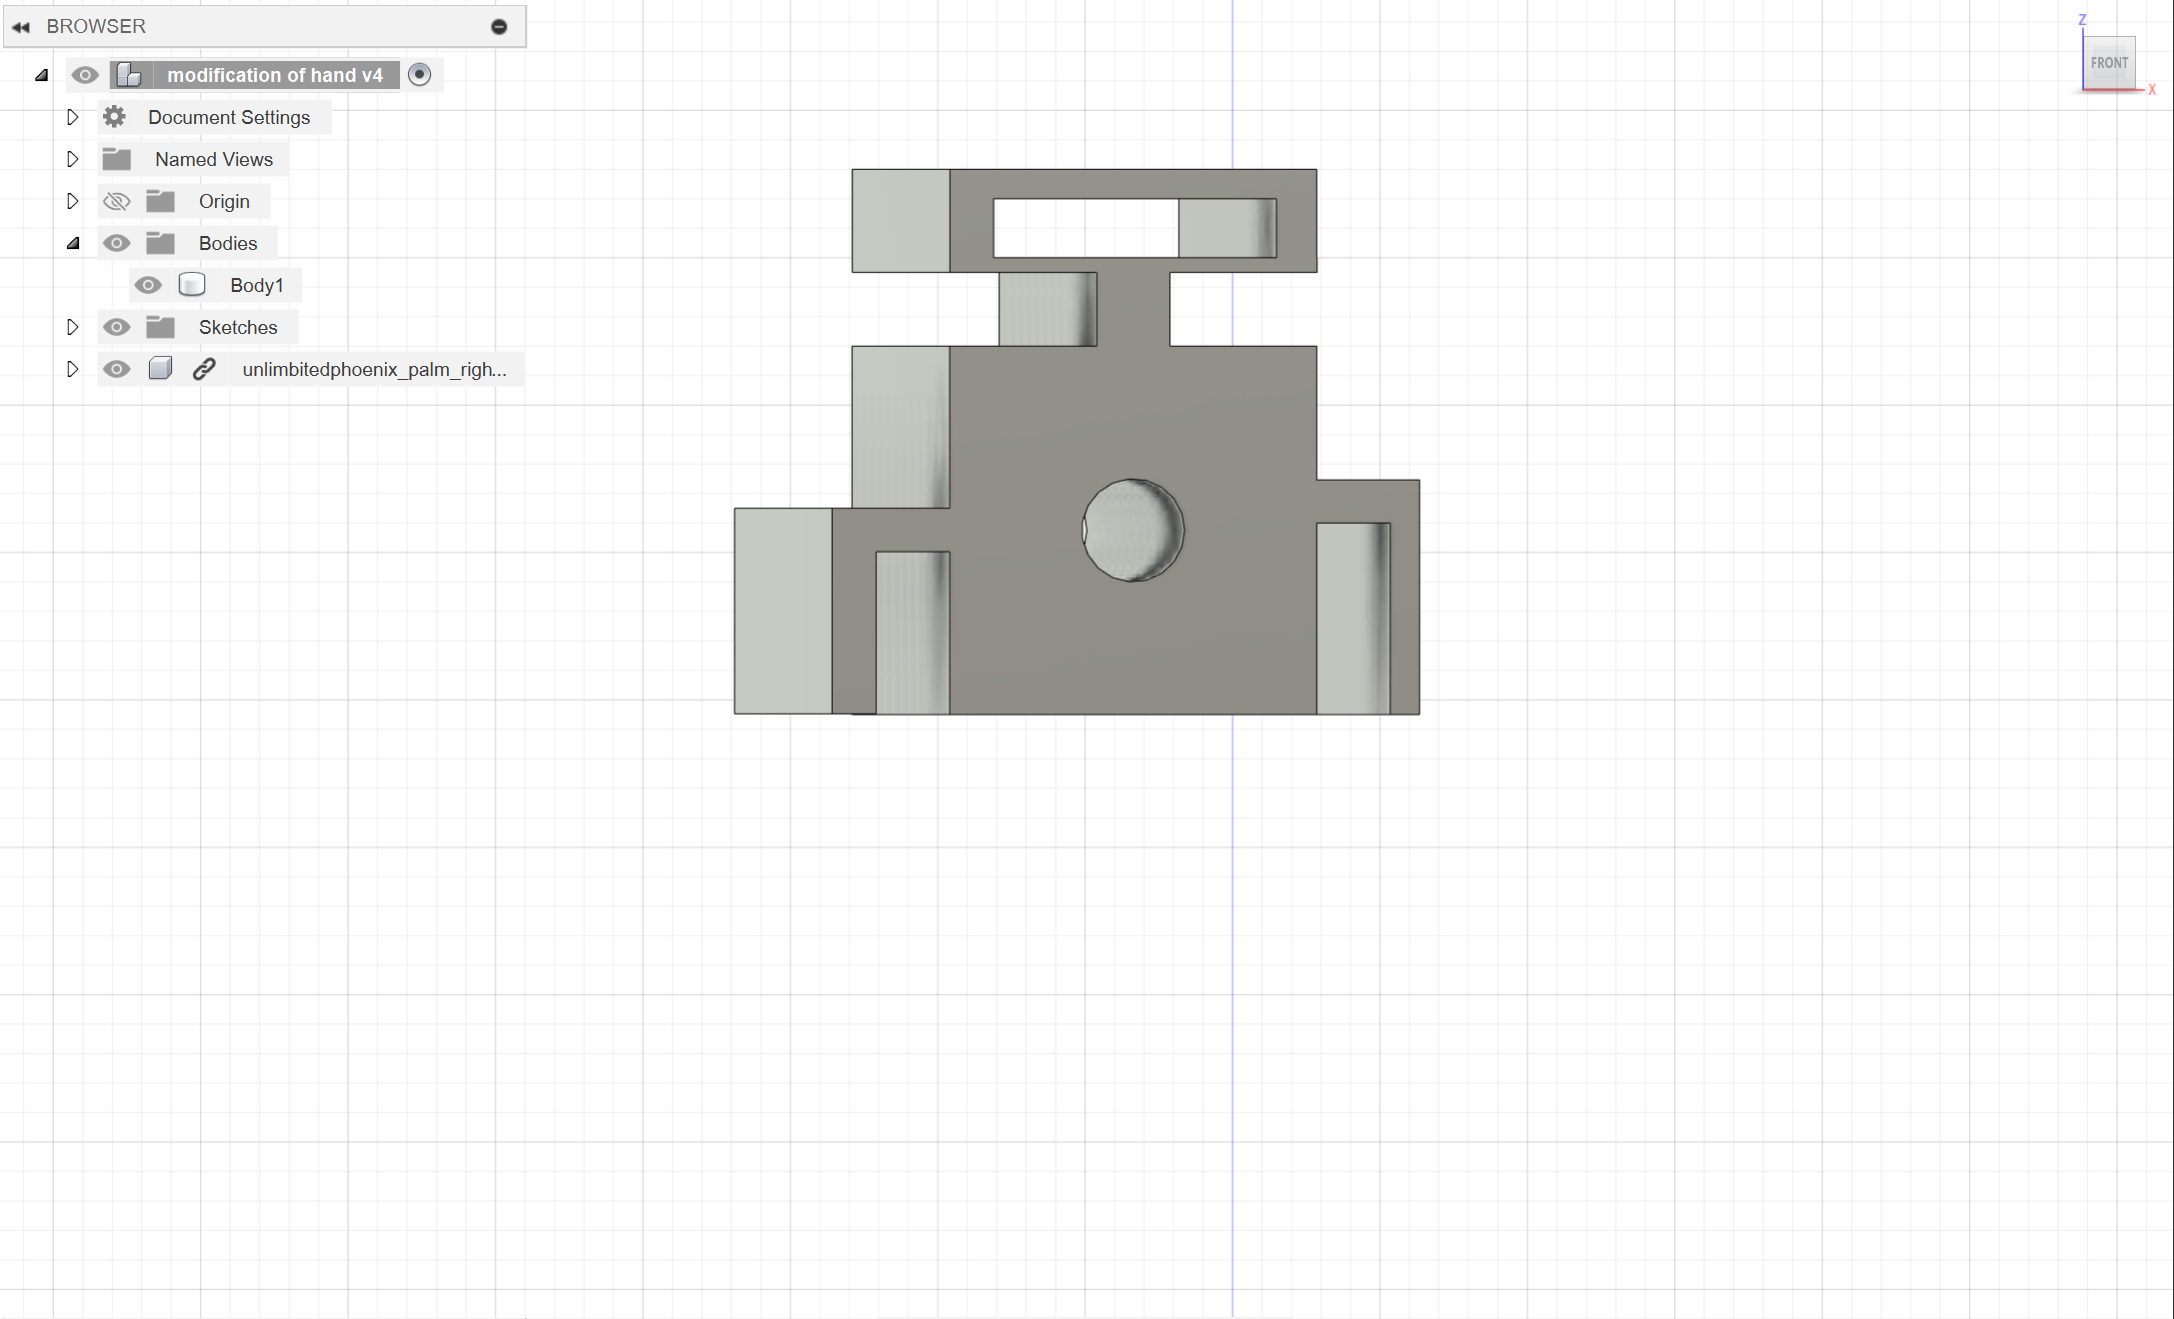 BROWSER
modification of hand v4
Document Settings
Named Views
Origin
Bodies
Body1
Sketches
unlimbitedphoenix_palm_righ...
Z
FRONT
X